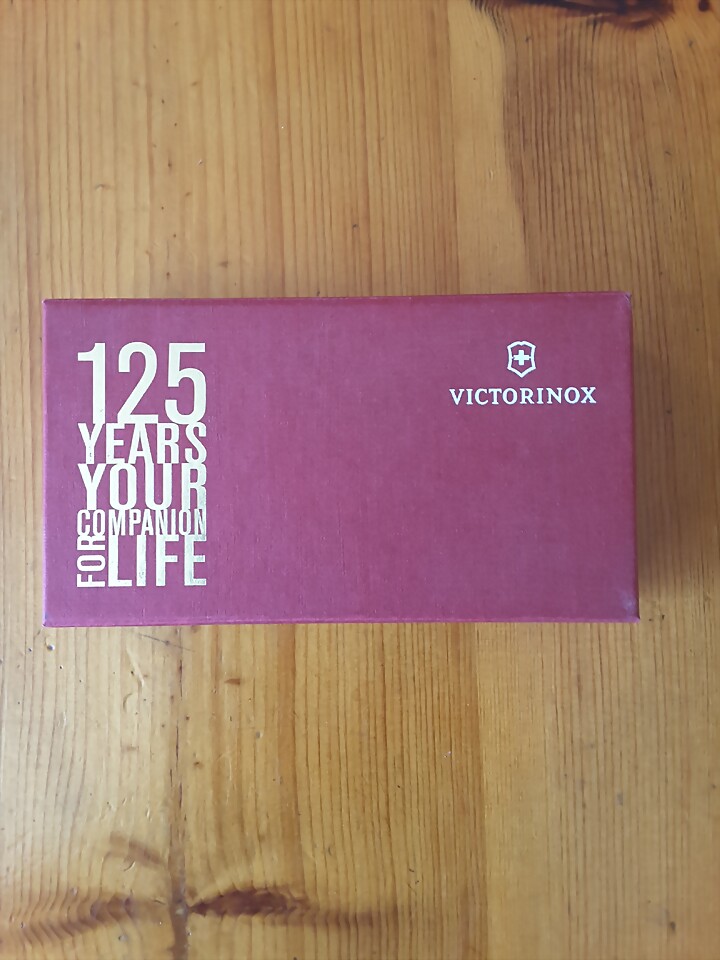 125
YEARS
YOUR
COMPANION
FOR LIFE
VICTORINOX